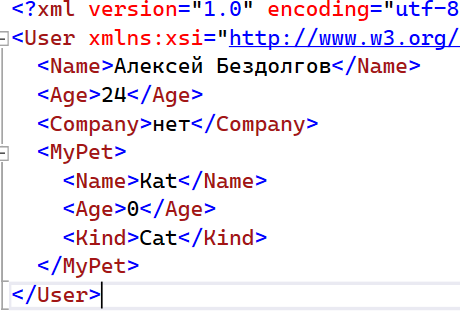 <?xml version="1.0" encoding="utf-8
<User xmlns:xsi="http://www.w3.org/
<Name>Алексей Бездолгов</Name>
<Age>24</Age>
<Company>нет</Company>
<MyPet>
<Name>Kat</Name>
<Age>0</Age>
<Kind>Cat</Kind>
</MyPet>
</User>